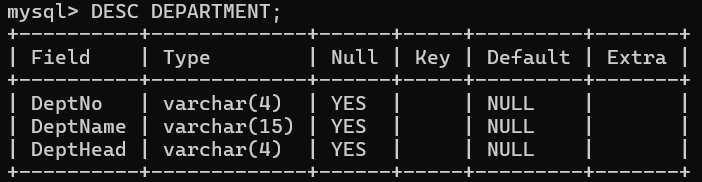 mysql> DESC DEPARTMENT;
+----------+-------------+------+-----+---------+-------+
| Field    | Type        | Null | Key | Default | Extra |
+----------+-------------+------+-----+---------+-------+
| DeptNo   | varchar(4)  | YES  |     | NULL    |       |
| DeptName | varchar(15) | YES  |     | NULL    |       |
| DeptHead | varchar(4)  | YES  |     | NULL    |       |
+----------+-------------+------+-----+---------+-------+